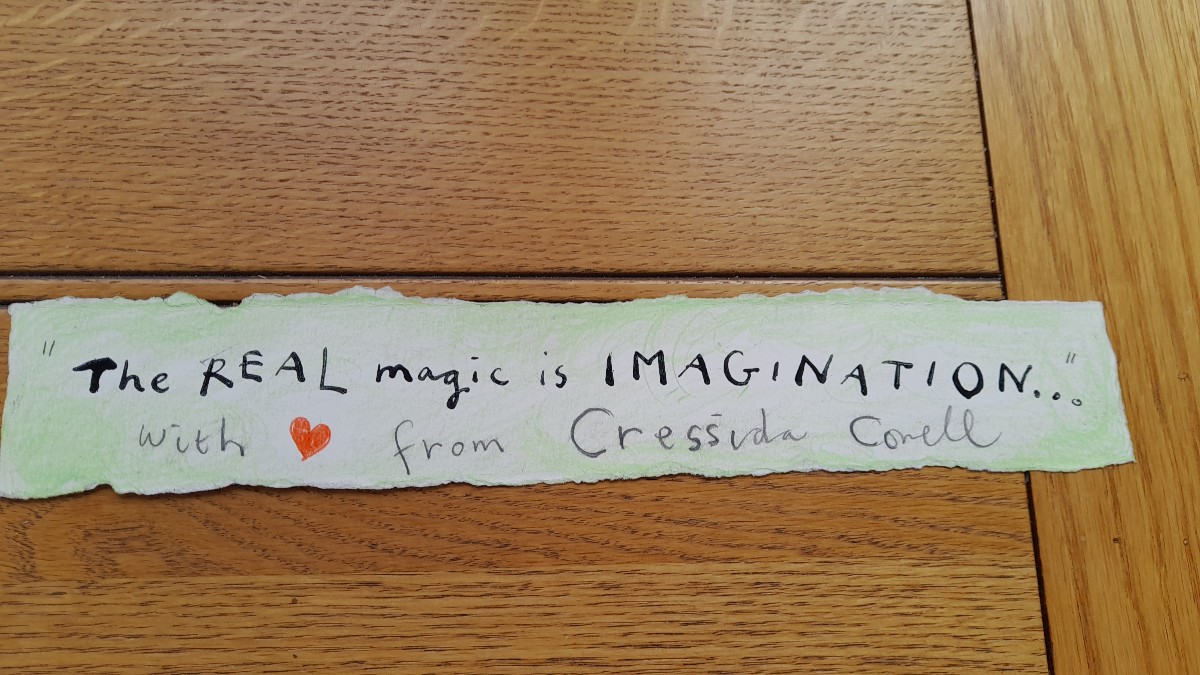 "The REAL magic is IMAGINATION..."
with ♥ from Cressida Cowell